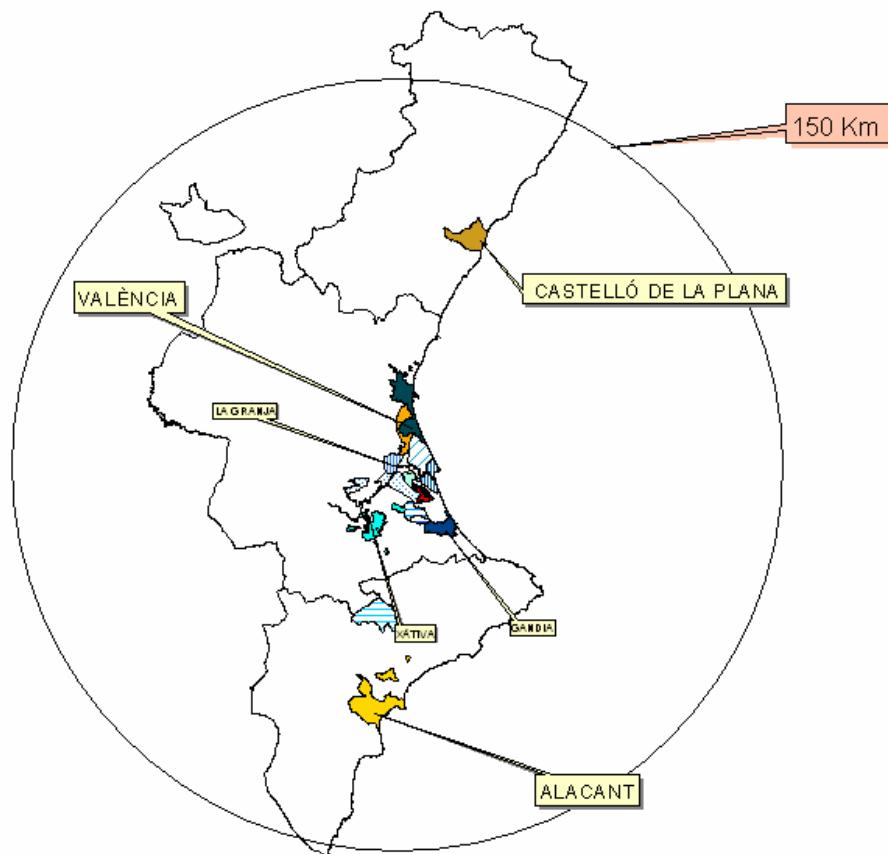 150 Km
CASTELLÓ DE LA PLANA
VALÈNCIA
LA GRANJA
XÀTIVA
GANDIA
ALACANT